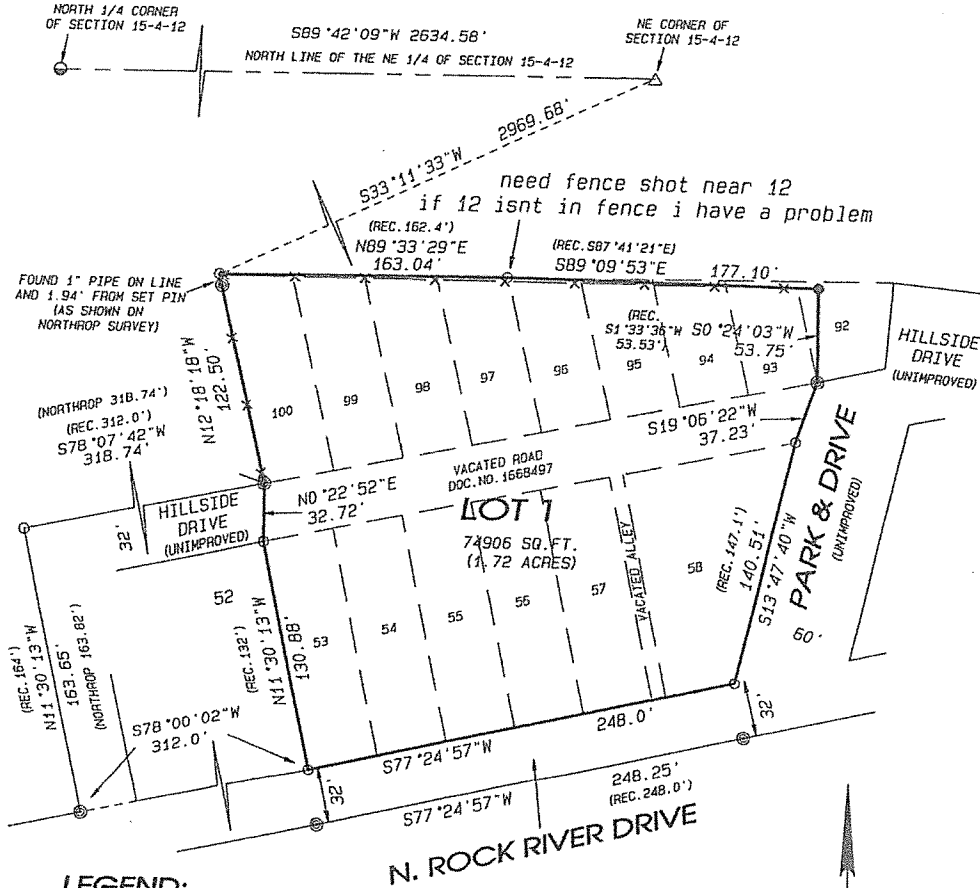 NORTH 1/4 CORNER
OF SECTION 15-4-12
S89°42'09"W 2634.58'
NORTH LINE OF THE NE 1/4 OF SECTION 15-4-12
NE CORNER OF
SECTION 15-4-12
S33°11'33"W
2969.68'
need fence shot near 12
if 12 isnt in fence i have a problem
(REC.162.4')
N89°33'29"E
163.04'
(REC.S87°41'21"E)
S89°09'53"E
177.10'
FOUND 1" PIPE ON LINE
AND 1.94' FROM SET PIN
(AS SHOWN ON
NORTHROP SURVEY)
(REC.
S1°33'36"W
53.53')
S0°24'03"W
53.75'
92
HILLSIDE
DRIVE
(UNIMPROVED)
N12°18'18"W
122.50'
100
99
98
97
96
95
94
93
(NORTHROP 318.74')
(REC.312.0')
S78°07'42"W
318.74'
S19°06'22"W
37.23'
VACATED ROAD
DOC.NO.1668497
N0°22'52"E
32.72'
HILLSIDE
DRIVE
(UNIMPROVED)
32'
LOT 1
74906 SQ.FT.
(1.72 ACRES)
(REC.147.1')
140.51'
S13°47'40"W
PARK & DRIVE
(UNIMPROVED)
60'
52
53
54
55
56
57
VACATED ALLEY
58
(REC.164')
N11°30'13"W
163.65'
(NORTHROP 163.82')
(REC.132')
N11°30'13"W
130.88'
S78°00'02"W
312.0'
S77°24'57"W
248.0'
32'
32'
S77°24'57"W
248.25'
(REC.248.0')
N. ROCK RIVER DRIVE
LEGEND: